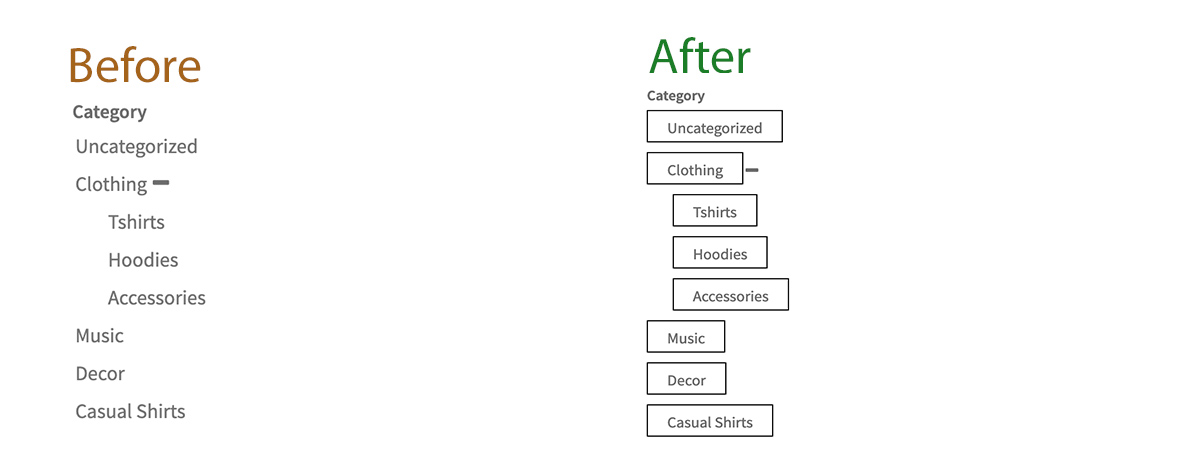 Before
Category
Uncategorized
Clothing
Tshirts
Hoodies
Accessories
Music
Decor
Casual Shirts
After
Category
Uncategorized
Clothing
Tshirts
Hoodies
Accessories
Music
Decor
Casual Shirts